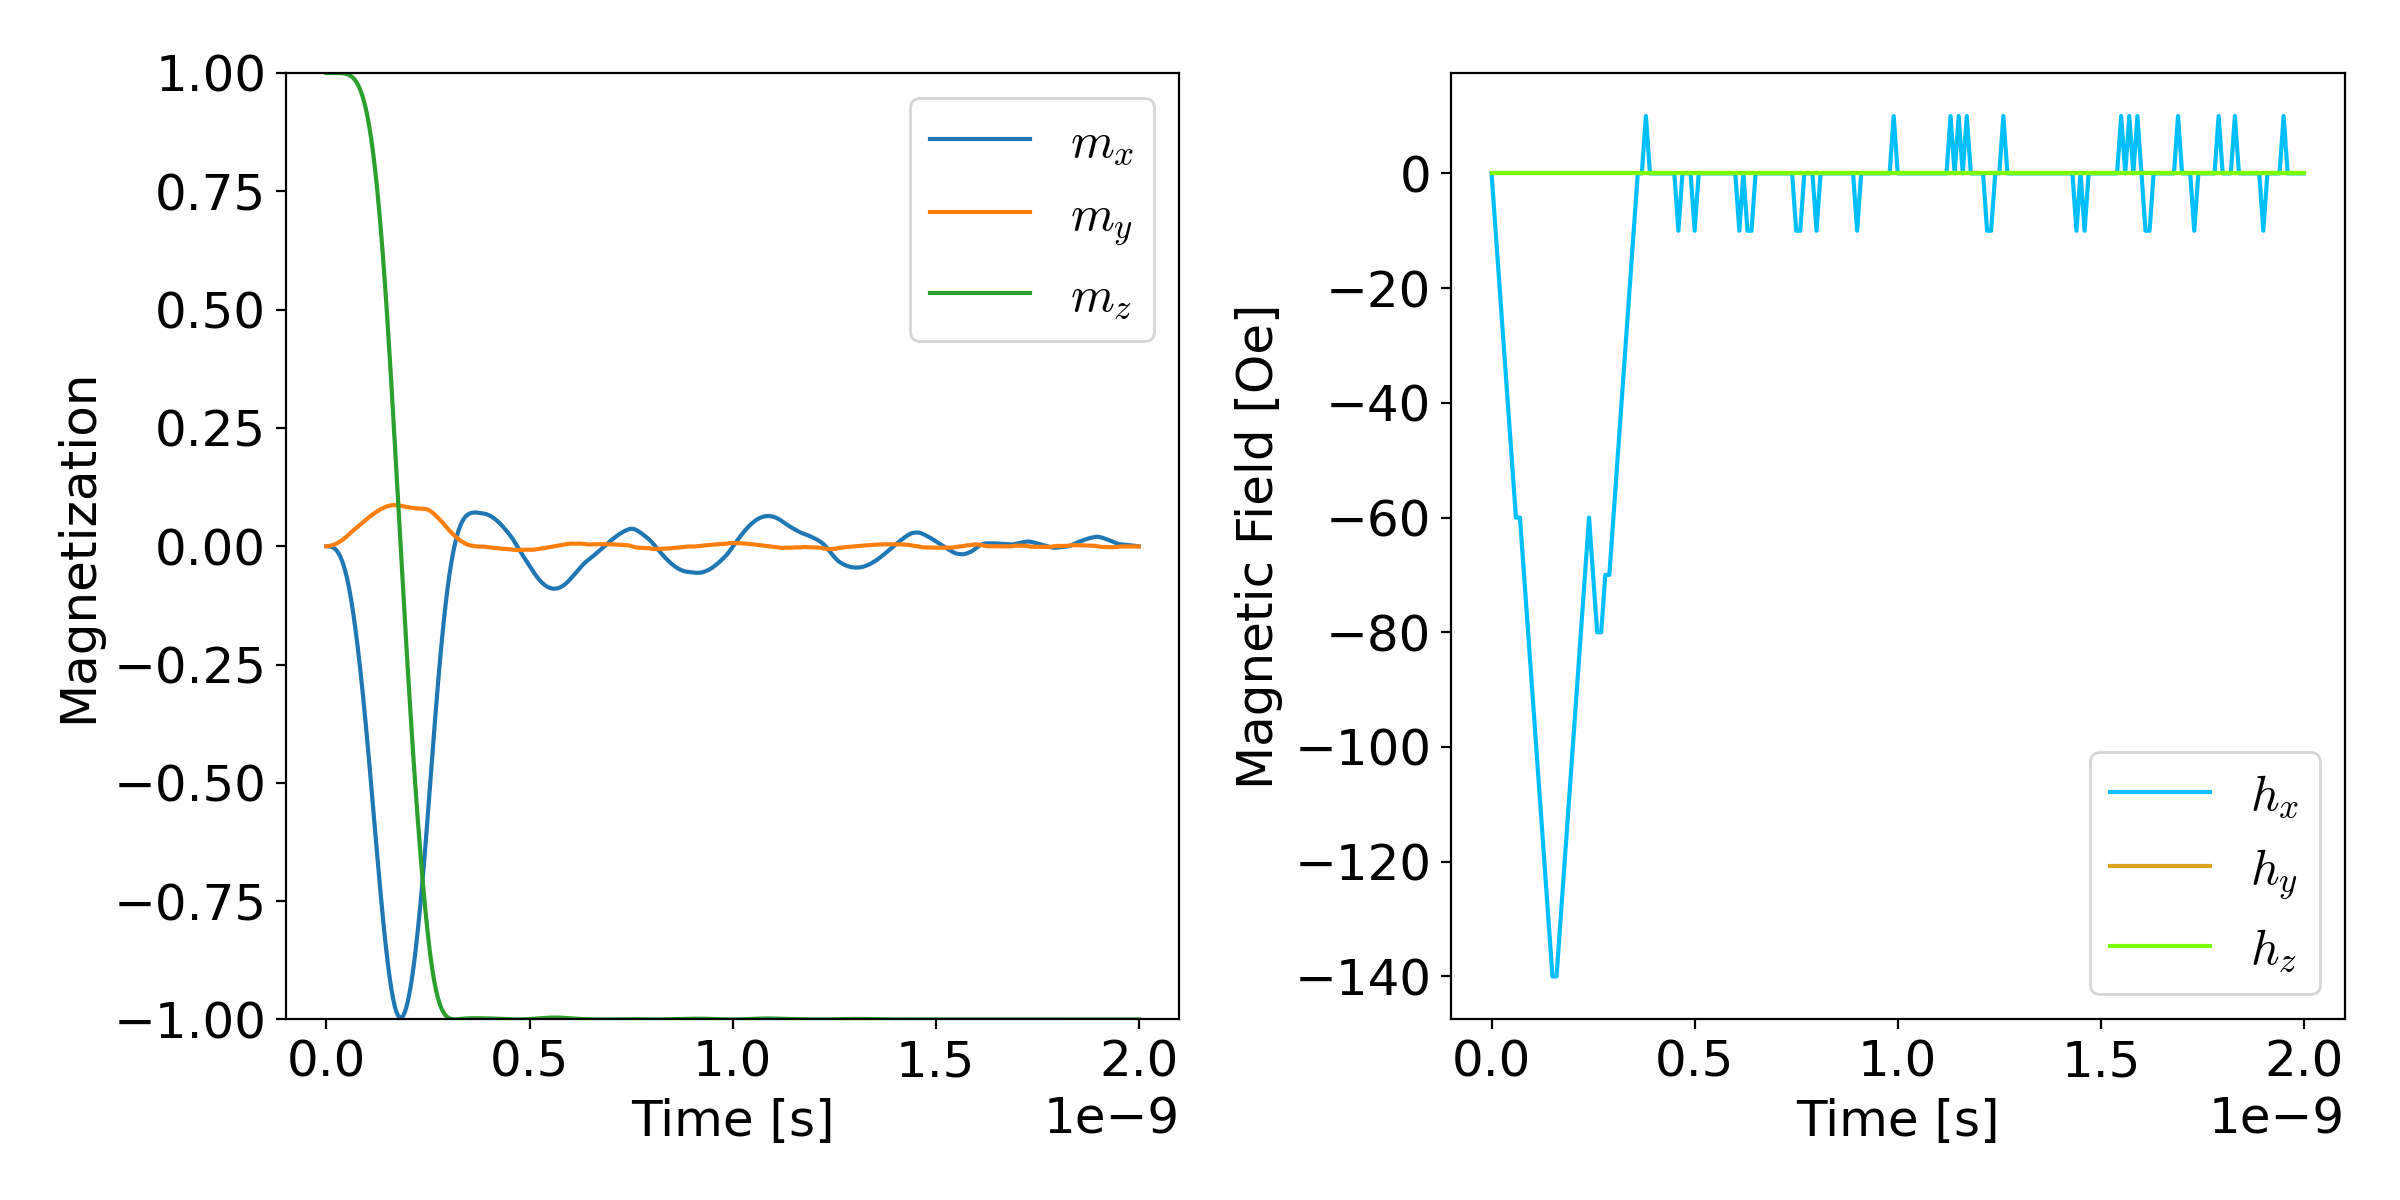 1.00
0.75
0.50
0.25
0.00
−0.25
−0.50
−0.75
−1.00
Magnetization
m_x
m_y
m_z
0.0 0.5 1.0 1.5 2.0
Time [s]
1e−9
0
−20
−40
−60
−80
−100
−120
−140
Magnetic Field [Oe]
h_x
h_y
h_z
0.0 0.5 1.0 1.5 2.0
Time [s]
1e−9